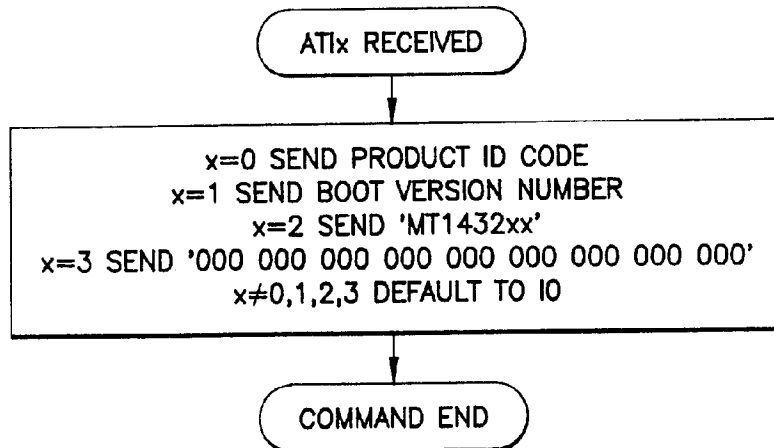 ATIx RECEIVED
x=0 SEND PRODUCT ID CODE
x=1 SEND BOOT VERSION NUMBER
x=2 SEND 'MT1432xx'
x=3 SEND '000 000 000 000 000 000 000 000 000'
x≠0,1,2,3 DEFAULT TO I0
COMMAND END